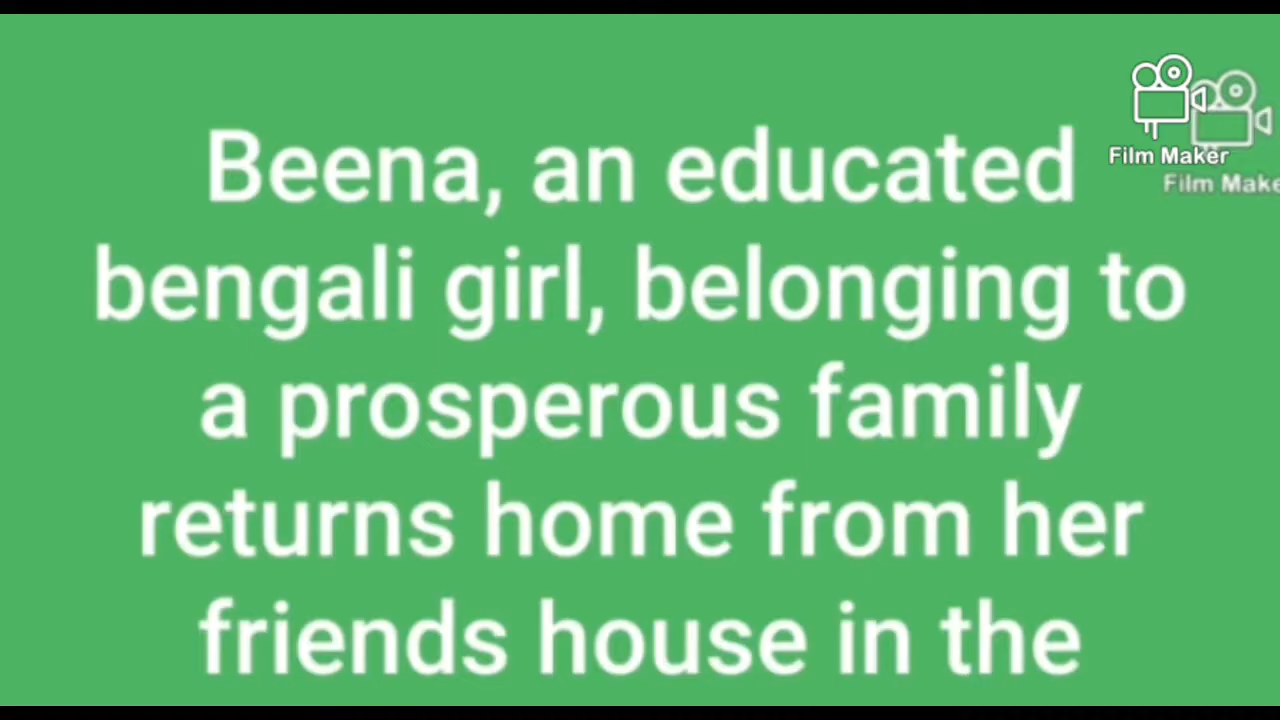 Beena, an educated
bengali girl, belonging to
a prosperous family
returns home from her
friends house in the
Film Maker
Film Make